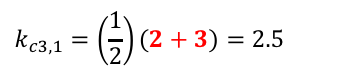 k_{c3,1} = (1/2)(2 + 3) = 2.5